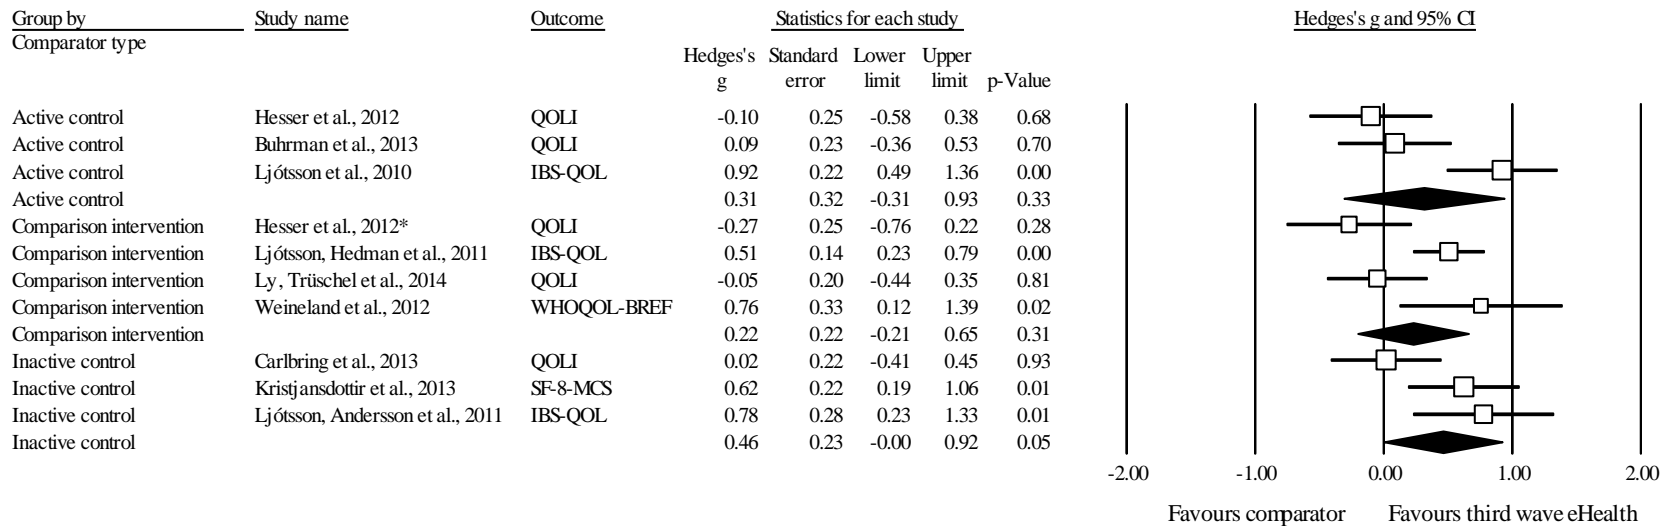 Group by Study name Outcome Statistics for each study Hedges's g and 95% CI
Comparator type
Hedges's Standard Lower Upper
g error limit limit p-Value
Active control Hesser et al., 2012 QOLI -0.10 0.25 -0.58 0.38 0.68
Active control Buhrman et al., 2013 QOLI 0.09 0.23 -0.36 0.53 0.70
Active control Ljótsson et al., 2010 IBS-QOL 0.92 0.22 0.49 1.36 0.00
Active control 0.31 0.32 -0.31 0.93 0.33
Comparison intervention Hesser et al., 2012* QOLI -0.27 0.25 -0.76 0.22 0.28
Comparison intervention Ljótsson, Hedman et al., 2011 IBS-QOL 0.51 0.14 0.23 0.79 0.00
Comparison intervention Ly, Trüschel et al., 2014 QOLI -0.05 0.20 -0.44 0.35 0.81
Comparison intervention Weineland et al., 2012 WHOQOL-BREF 0.76 0.33 0.12 1.39 0.02
Comparison intervention 0.22 0.22 -0.21 0.65 0.31
Inactive control Carlbring et al., 2013 QOLI 0.02 0.22 -0.41 0.45 0.93
Inactive control Kristjansdottir et al., 2013 SF-8-MCS 0.62 0.22 0.19 1.06 0.01
Inactive control Ljótsson, Andersson et al., 2011 IBS-QOL 0.78 0.28 0.23 1.33 0.01
Inactive control 0.46 0.23 -0.00 0.92 0.05
-2.00 -1.00 0.00 1.00 2.00
Favours comparator Favours third wave eHealth